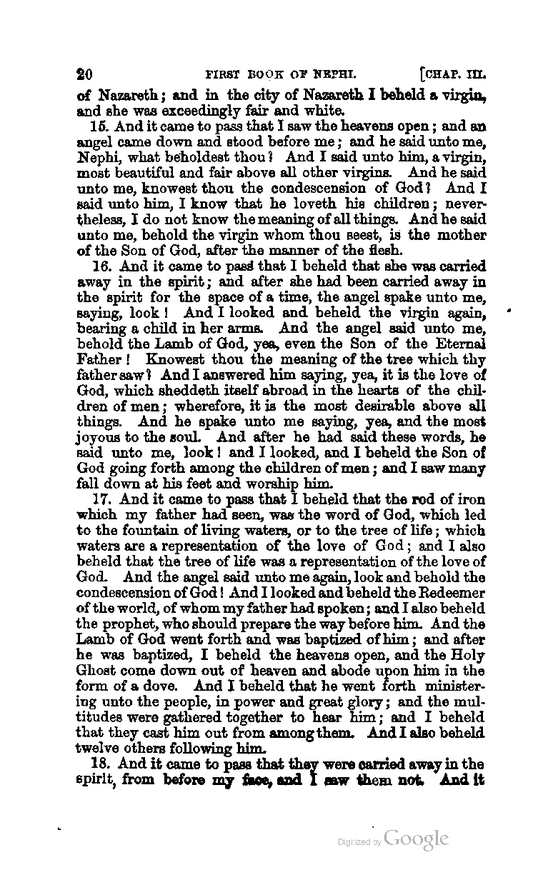 20 FIRST BOOK OF NEPHI. [CHAP. III.
of Nazareth; and in the city of Nazareth I beheld a virgin,
and she was exceedingly fair and white.
15. And it came to pass that I saw the heavens open; and an
angel came down and stood before me; and he said unto me,
Nephi, what beholdest thou? And I said unto him, a virgin,
most beautiful and fair above all other virgins. And he said
unto me, knowest thou the condescension of God? And I
said unto him, I know that he loveth his children; never-
theless, I do not know the meaning of all things. And he said
unto me, behold the virgin whom thou seest, is the mother
of the Son of God, after the manner of the flesh.
16. And it came to pass that I beheld that she was carried
away in the spirit; and after she had been carried away in
the spirit for the space of a time, the angel spake unto me,
saying, look! And I looked and beheld the virgin again,
bearing a child in her arms. And the angel said unto me,
behold the Lamb of God, yea, even the Son of the Eternal
Father! Knowest thou the meaning of the tree which thy
father saw? And I answered him saying, yea, it is the love of
God, which sheddeth itself abroad in the hearts of the chil-
dren of men; wherefore, it is the most desirable above all
things. And he spake unto me saying, yea, and the most
joyous to the soul. And after he had said these words, he
said unto me, look! and I looked, and I beheld the Son of
God going forth among the children of men; and I saw many
fall down at his feet and worship him.
17. And it came to pass that I beheld that the rod of iron
which my father had seen, was the word of God, which led
to the fountain of living waters, or to the tree of life; which
waters are a representation of the love of God; and I also
beheld that the tree of life was a representation of the love of
God. And the angel said unto me again, look and behold the
condescension of God! And I looked and beheld the Redeemer
of the world, of whom my father had spoken; and I also beheld
the prophet, who should prepare the way before him. And the
Lamb of God went forth and was baptized of him; and after
he was baptized, I beheld the heavens open, and the Holy
Ghost come down out of heaven and abode upon him in the
form of a dove. And I beheld that he went forth minister-
ing unto the people, in power and great glory; and the mul-
titudes were gathered together to hear him; and I beheld
that they cast him out from among them. And I also beheld
twelve others following him.
18. And it came to pass that they were carried away in the
spirit, from before my face, and I saw them not. And it
Digitized by Google